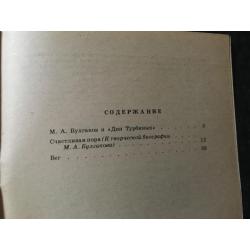 СОДЕРЖАНИЕ
М. А. Булгаков и «Дни Турбиных»
Счастливая пора (К творческой биографии
М. А. Булгакова)
Бег